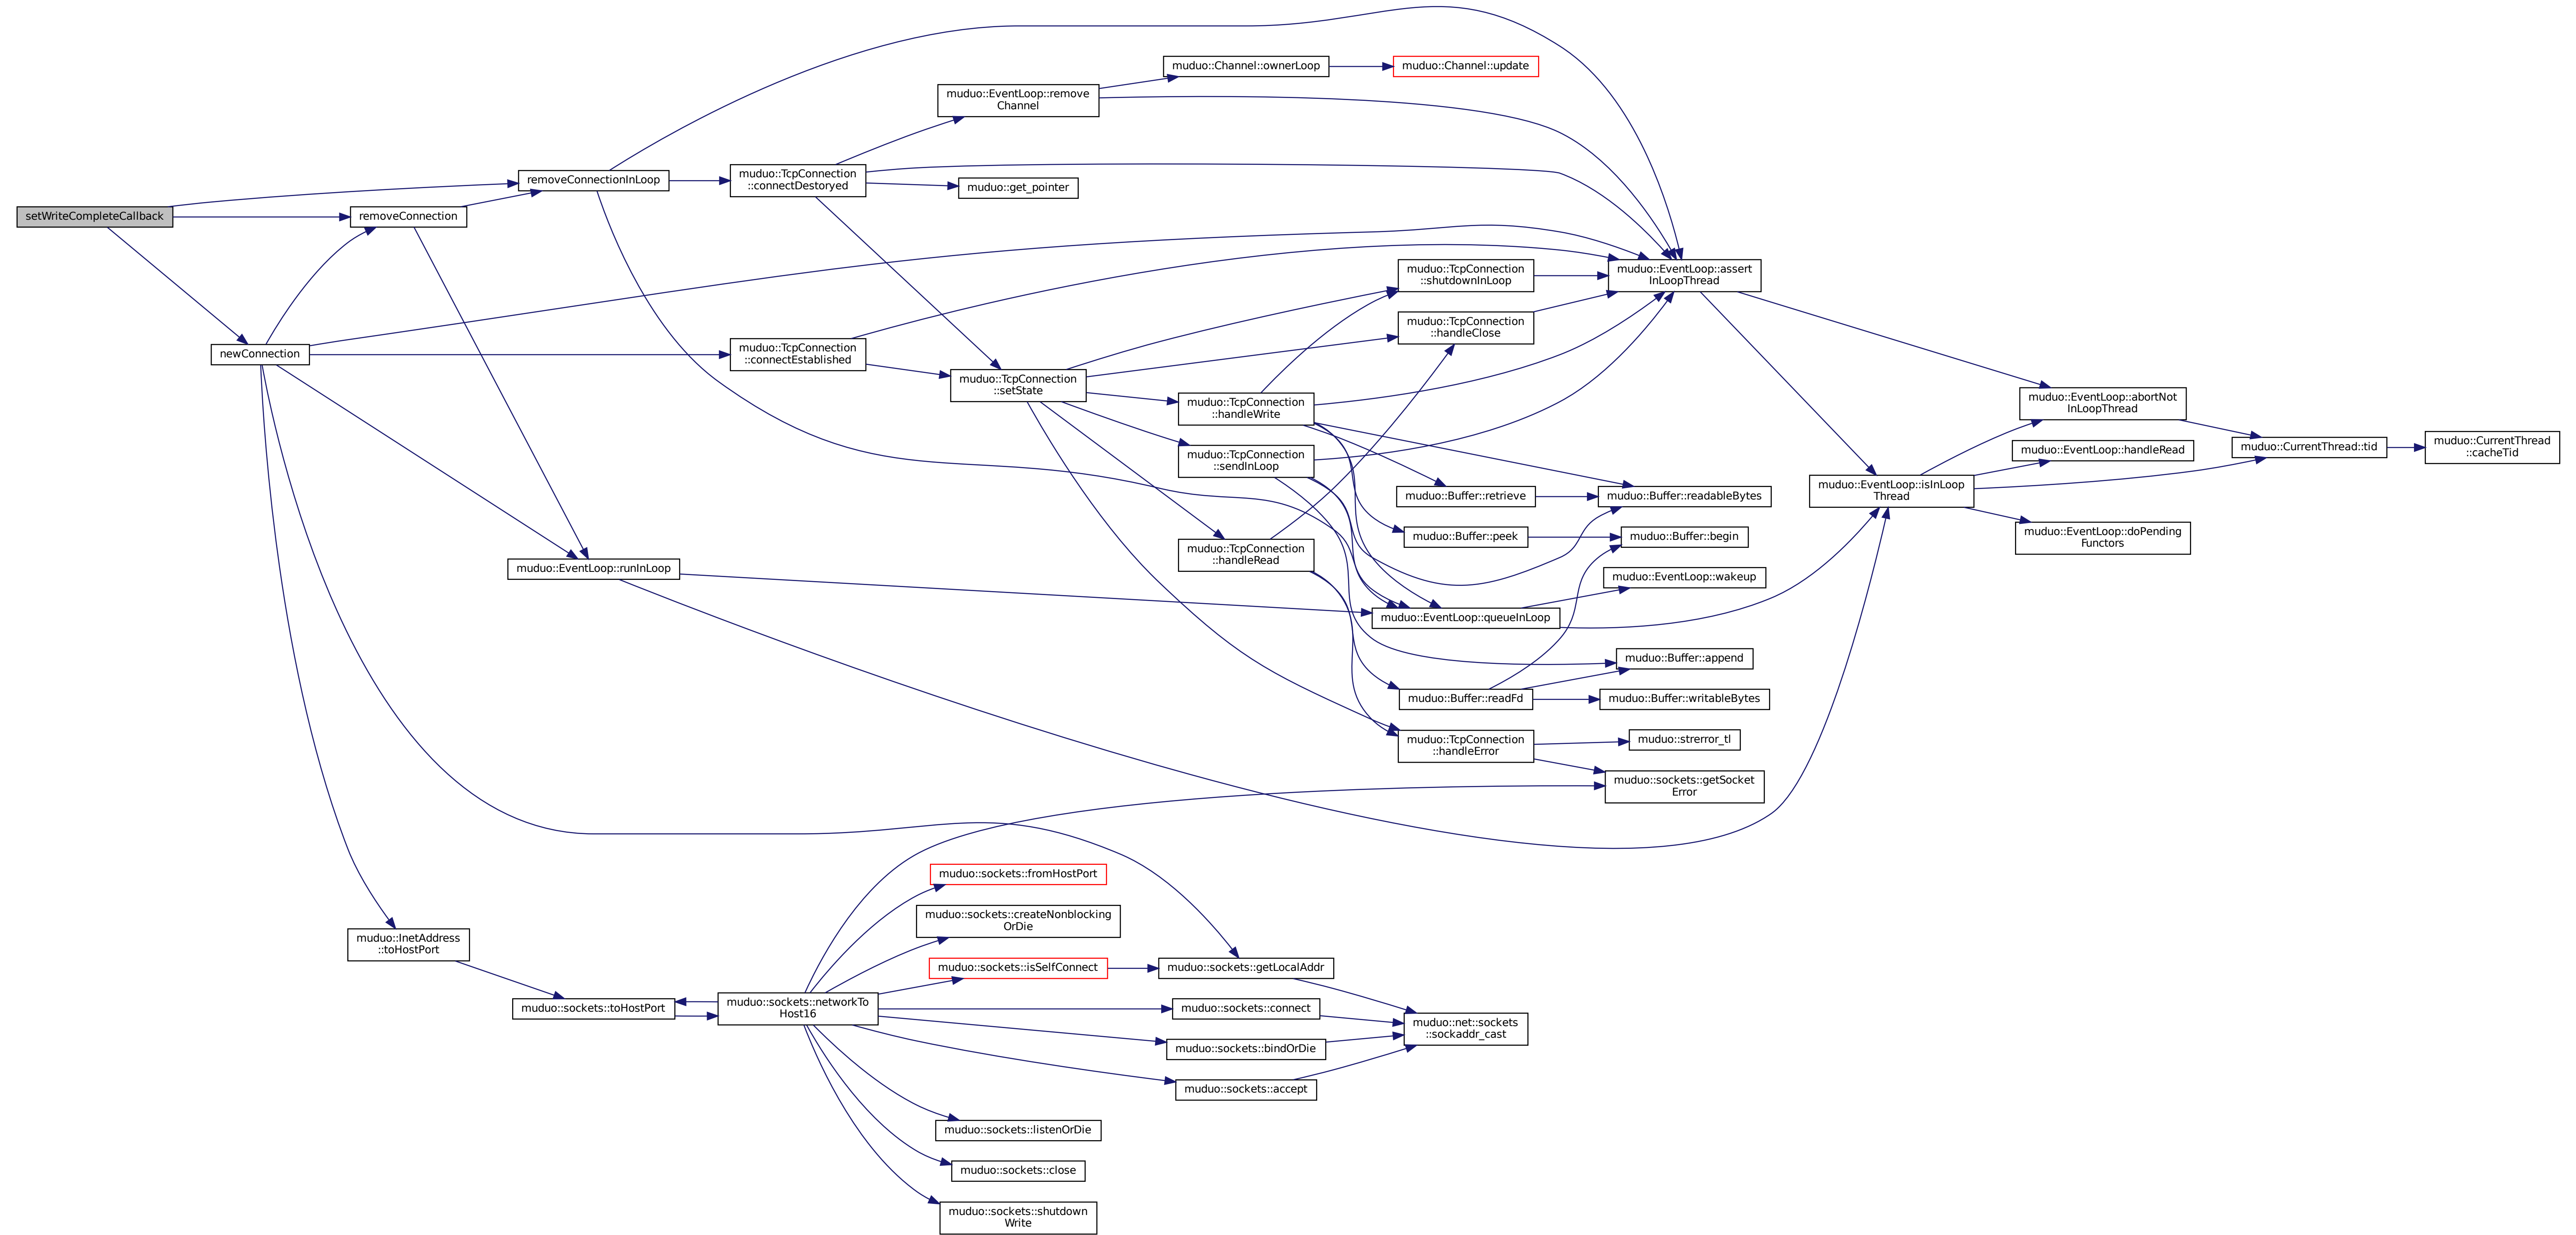 setWriteCompleteCallback
newConnection
removeConnection
removeConnectionInLoop
muduo::EventLoop::runInLoop
muduo::InetAddress
::toHostPort
muduo::sockets::toHostPort
muduo::TcpConnection
::connectDestoryed
muduo::TcpConnection
::connectEstablished
muduo::sockets::networkTo
Host16
muduo::EventLoop::remove
Channel
muduo::get_pointer
muduo::TcpConnection
::setState
muduo::sockets::fromHostPort
muduo::sockets::createNonblocking
OrDie
muduo::sockets::isSelfConnect
muduo::sockets::listenOrDie
muduo::sockets::close
muduo::sockets::shutdown
Write
muduo::Channel::ownerLoop
muduo::TcpConnection
::handleWrite
muduo::TcpConnection
::sendInLoop
muduo::TcpConnection
::handleRead
muduo::sockets::getLocalAddr
muduo::sockets::connect
muduo::sockets::bindOrDie
muduo::sockets::accept
muduo::Channel::update
muduo::TcpConnection
::shutdownInLoop
muduo::TcpConnection
::handleClose
muduo::Buffer::retrieve
muduo::Buffer::peek
muduo::EventLoop::queueInLoop
muduo::Buffer::readFd
muduo::TcpConnection
::handleError
muduo::net::sockets
::sockaddr_cast
muduo::EventLoop::assert
InLoopThread
muduo::Buffer::readableBytes
muduo::Buffer::begin
muduo::EventLoop::wakeup
muduo::Buffer::append
muduo::Buffer::writableBytes
muduo::strerror_tl
muduo::sockets::getSocket
Error
muduo::EventLoop::isInLoop
Thread
muduo::EventLoop::abortNot
InLoopThread
muduo::EventLoop::handleRead
muduo::EventLoop::doPending
Functors
muduo::CurrentThread::tid
muduo::CurrentThread
::cacheTid